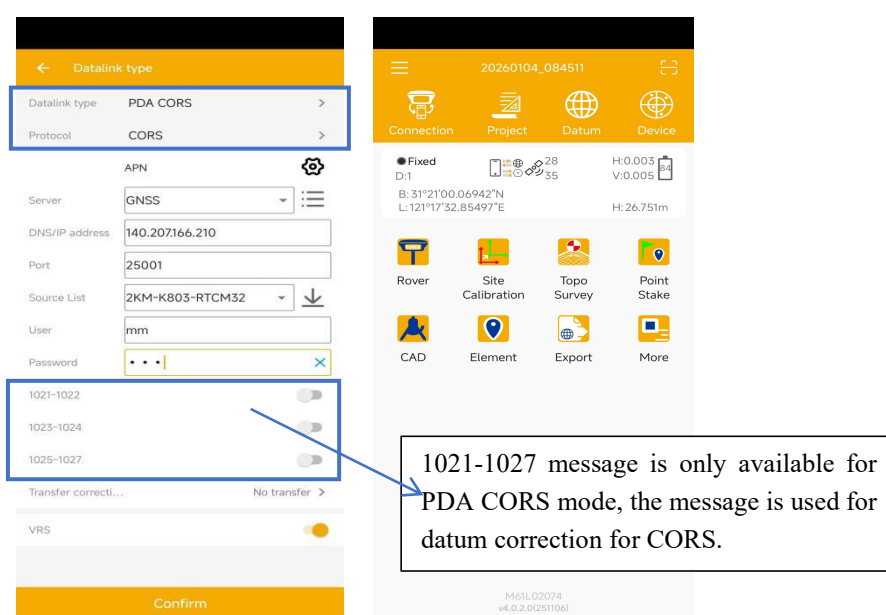 Datalink type
Datalink type PDA CORS
Protocol CORS
APN
Server GNSS
DNS/IP address 140.207.166.210
Port 25001
Source List 2KM-K803-RTCM32
User mm
Password
1021-1022
1023-1024
1025-1027
Transfer correcti... No transfer
VRS
Confirm
20260104_084511
Connection Project Datum Device
Fixed 28 H:0.003 84
D:1 35 V:0.005
B: 31°21'00.06942"N
L: 121°17'32.85497"E H: 26.751m
Rover Site Calibration Topo Survey Point Stake
CAD Element Export More
1021-1027 message is only available for
PDA CORS mode, the message is used for
datum correction for CORS.
M61L02074
v4.0.2.0(251106)